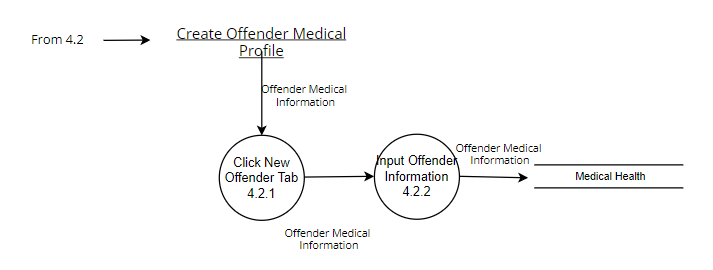 From 4.2
Create Offender Medical
Profile
Offender Medical
Information
Click New
Offender Tab
4.2.1
Input Offender
Information
4.2.2
Offender Medical
Information
Medical Health
Offender Medical
Information